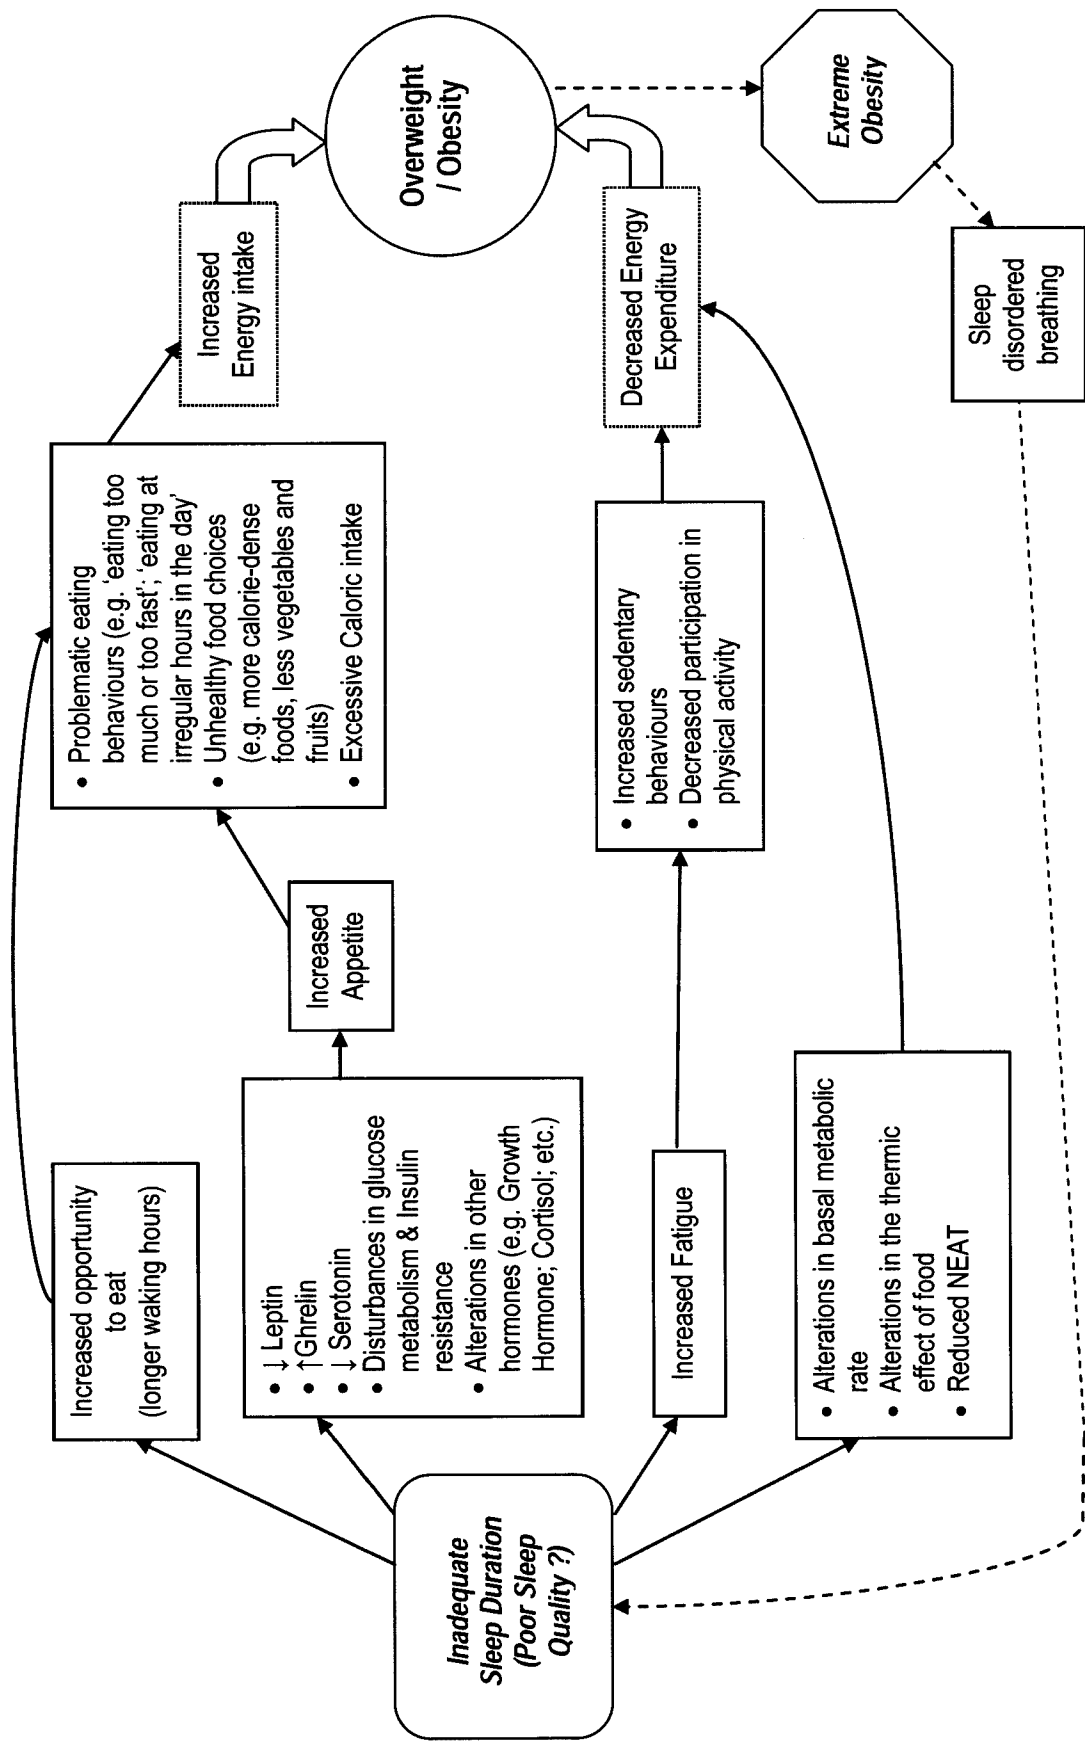 Inadequate
Sleep Duration
(Poor Sleep
Quality ?)
Increased opportunity
to eat
(longer waking hours)
• ↓ Leptin
• ↑Ghrelin
• ↓ Serotonin
• Disturbances in glucose
metabolism & Insulin
resistance
• Alterations in other
hormones (e.g. Growth
Hormone; Cortisol; etc.)
Increased Fatigue
• Alterations in basal metabolic
rate
• Alterations in the thermic
effect of food
• Reduced NEAT
Increased
Appetite
• Problematic eating
behaviours (e.g. ‘eating too
much or too fast’; ‘eating at
irregular hours in the day’
• Unhealthy food choices
(e.g. more calorie-dense
foods, less vegetables and
fruits)
• Excessive Caloric intake
• Increased sedentary
behaviours
• Decreased participation in
physical activity
Increased
Energy intake
Decreased Energy
Expenditure
Overweight
/ Obesity
Extreme
Obesity
Sleep
disordered
breathing